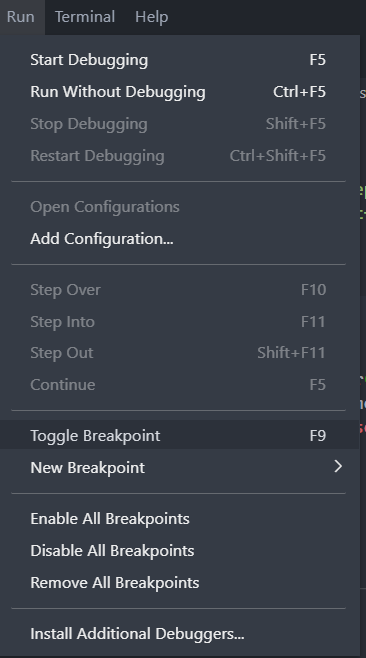 Run Terminal Help
Start Debugging F5
Run Without Debugging Ctrl+F5
Stop Debugging Shift+F5
Restart Debugging Ctrl+Shift+F5
Open Configurations
Add Configuration...
Step Over F10
Step Into F11
Step Out Shift+F11
Continue F5
Toggle Breakpoint F9
New Breakpoint
Enable All Breakpoints
Disable All Breakpoints
Remove All Breakpoints
Install Additional Debuggers...